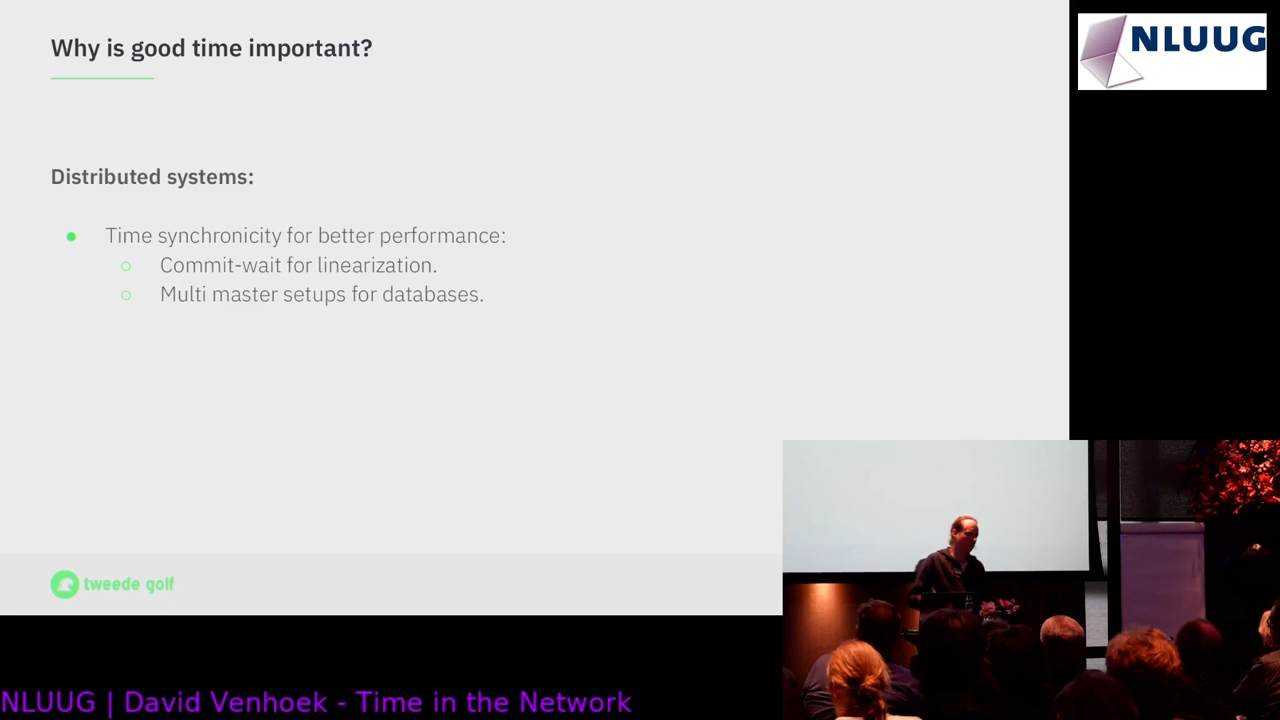 Why is good time important?
NLUUG
Distributed systems:
Time synchronicity for better performance:
Commit-wait for linearization.
Multi master setups for databases.
tweede golf
NLUUG | David Venhoek - Time in the Network